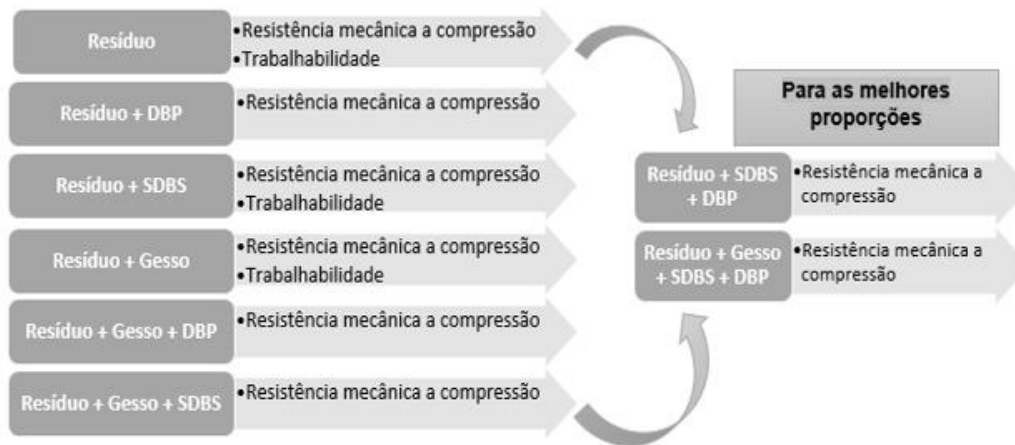 Resíduo
•Resistência mecânica a compressão
•Trabalhabilidade
Resíduo + DBP
•Resistência mecânica a compressão
Resíduo + SDBS
•Resistência mecânica a compressão
•Trabalhabilidade
Resíduo + Gesso
•Resistência mecânica a compressão
•Trabalhabilidade
Resíduo + Gesso + DBP
•Resistência mecânica a compressão
Resíduo + Gesso + SDBS
•Resistência mecânica a compressão
Para as melhores
proporções
Resíduo + SDBS
+ DBP
•Resistência mecânica a
compressão
Resíduo + Gesso
+ SDBS + DBP
•Resistência mecânica a
compressão